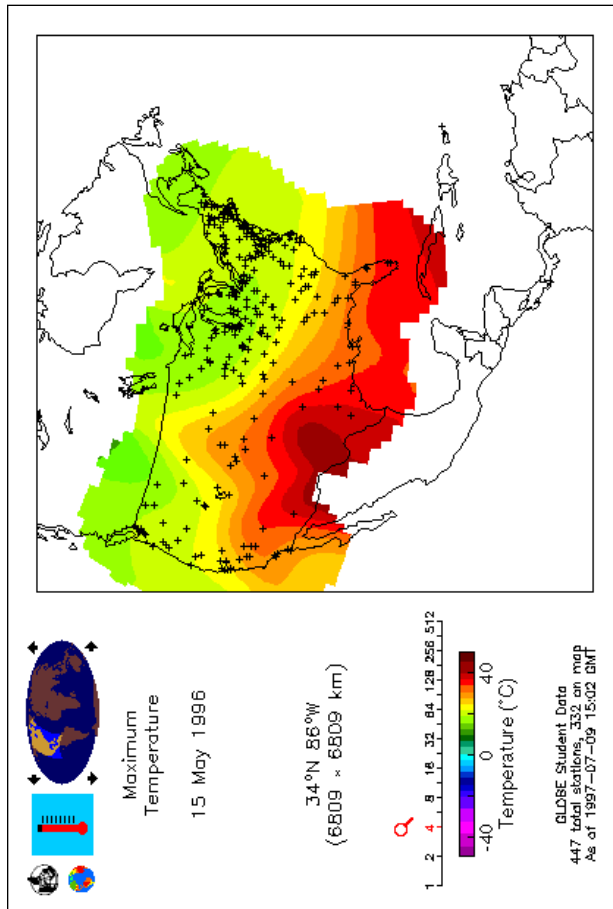 Maximum
Temperature
15 May 1996
34°N 86°W
(6809 × 6809 km)
1 2 4 8 16 32 64 128 256 512
-40 0 40
Temperature (°C)
GLOBE Student Data
447 total stations, 332 on map
As of 1997-07-09 15:02 GMT